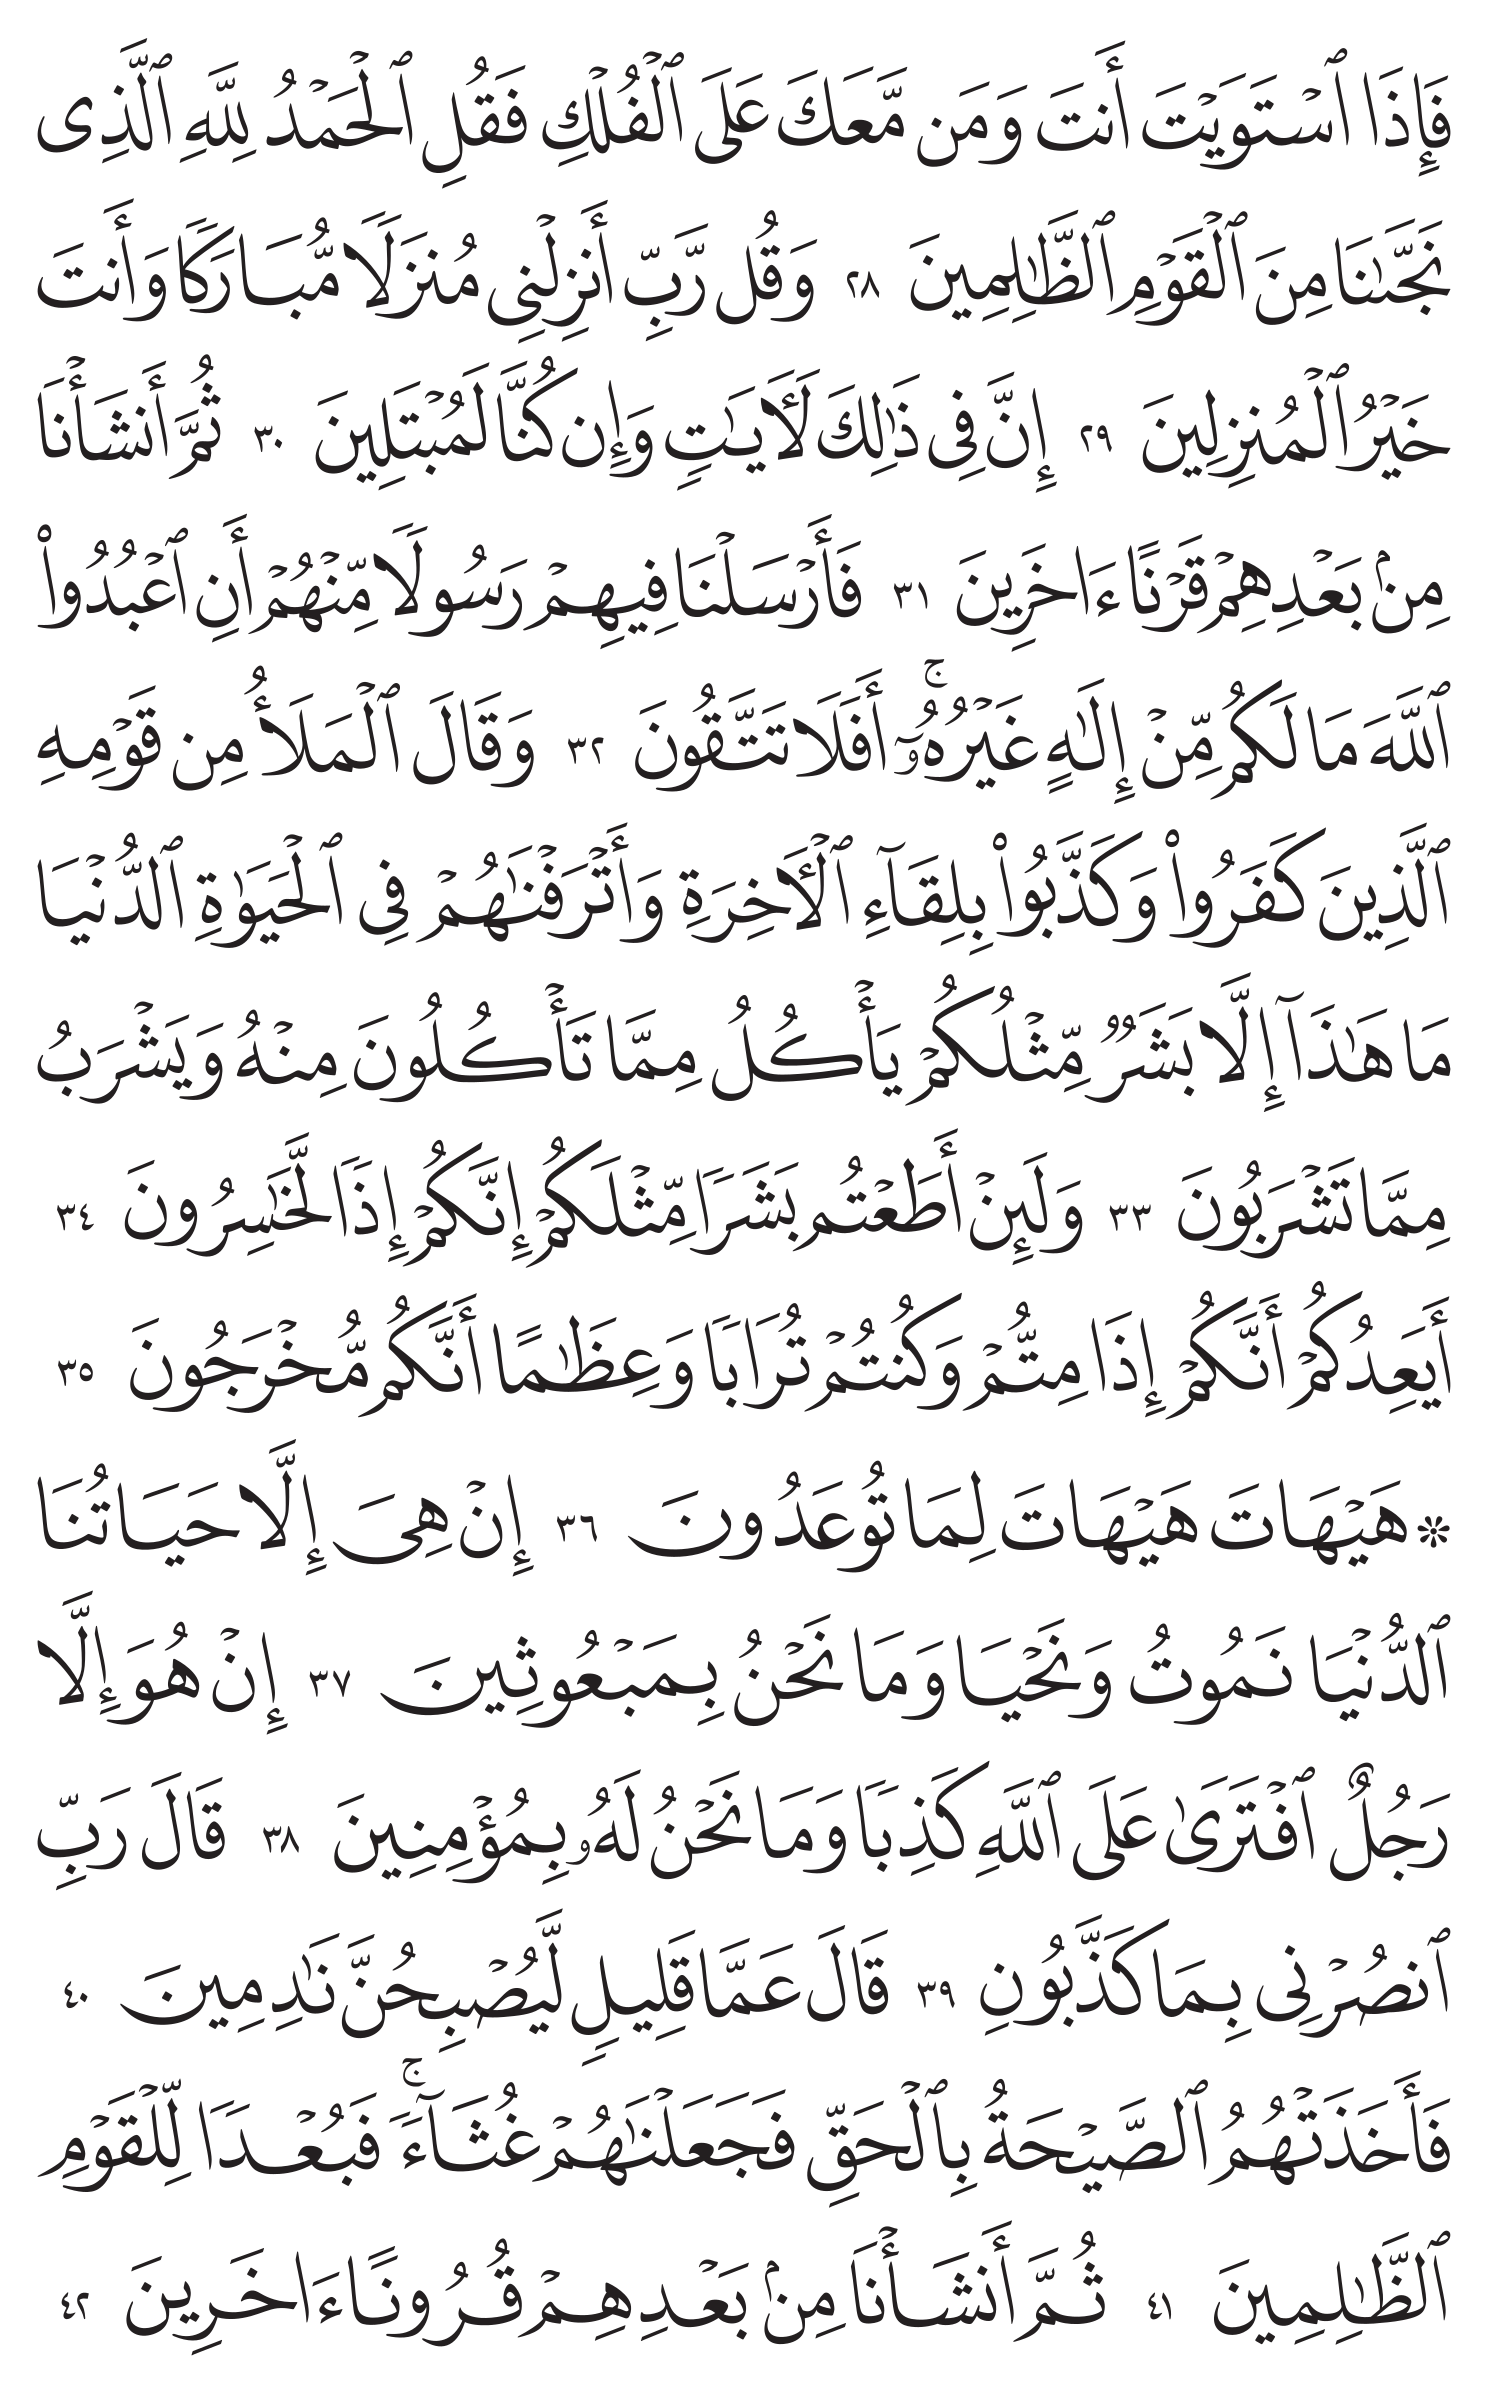 فَإِذَا ٱسۡتَوَيۡتَ أَنتَ وَمَن مَّعَكَ عَلَى ٱلۡفُلۡكِ فَقُلِ ٱلۡحَمۡدُ لِلَّهِ ٱلَّذِي
نَجَّىٰنَا مِنَ ٱلۡقَوۡمِ ٱلظَّٰلِمِينَ ٢٨ وَقُل رَّبِّ أَنزِلۡنِي مُنزَلٗا مُّبَارَكٗا وَأَنتَ
خَيۡرُ ٱلۡمُنزِلِينَ ٢٩ إِنَّ فِي ذَٰلِكَ لَأٓيَٰتٖ وَإِن كُنَّا لَمُبۡتَلِينَ ٣٠ ثُمَّ أَنشَأۡنَا
مِنۢ بَعۡدِهِمۡ قَرۡنًا ءَاخَرِينَ ٣١ فَأَرۡسَلۡنَا فِيهِمۡ رَسُولٗا مِّنۡهُمۡ أَنِ ٱعۡبُدُواْ
ٱللَّهَ مَا لَكُم مِّنۡ إِلَٰهٍ غَيۡرُهُۥٓۚ أَفَلَا تَتَّقُونَ ٣٢ وَقَالَ ٱلۡمَلَأُ مِن قَوۡمِهِ
ٱلَّذِينَ كَفَرُواْ وَكَذَّبُواْ بِلِقَآءِ ٱلۡأٓخِرَةِ وَأَتۡرَفۡنَٰهُمۡ فِي ٱلۡحَيَوٰةِ ٱلدُّنۡيَا
مَا هَٰذَآ إِلَّا بَشَرٞ مِّثۡلُكُمۡ يَأۡكُلُ مِمَّا تَأۡكُلُونَ مِنۡهُ وَيَشۡرَبُ
مِمَّا تَشۡرَبُونَ ٣٣ وَلَئِنۡ أَطَعۡتُم بَشَرٗا مِّثۡلَكُمۡ إِنَّكُمۡ إِذٗا لَّخَٰسِرُونَ ٣٤
أَيَعِدُكُمۡ أَنَّكُمۡ إِذَا مِتُّمۡ وَكُنتُمۡ تُرَابٗا وَعِظَٰمًا أَنَّكُم مُّخۡرَجُونَ ٣٥
۞هَيۡهَاتَ هَيۡهَاتَ لِمَا تُوعَدُونَ ٣٦ إِنۡ هِيَ إِلَّا حَيَاتُنَا
ٱلدُّنۡيَا نَمُوتُ وَنَحۡيَا وَمَا نَحۡنُ بِمَبۡعُوثِينَ ٣٧ إِنۡ هُوَ إِلَّا
رَجُلٌ ٱفۡتَرَىٰ عَلَى ٱللَّهِ كَذِبٗا وَمَا نَحۡنُ لَهُۥ بِمُؤۡمِنِينَ ٣٨ قَالَ رَبِّ
ٱنصُرۡنِي بِمَا كَذَّبُونِ ٣٩ قَالَ عَمَّا قَلِيلٖ لَّيُصۡبِحُنَّ نَٰدِمِينَ ٤٠
فَأَخَذَتۡهُمُ ٱلصَّيۡحَةُ بِٱلۡحَقِّ فَجَعَلۡنَٰهُمۡ غُثَآءٗۚ فَبُعۡدٗا لِّلۡقَوۡمِ
ٱلظَّٰلِمِينَ ٤١ ثُمَّ أَنشَأۡنَا مِنۢ بَعۡدِهِمۡ قُرُونًا ءَاخَرِينَ ٤٢